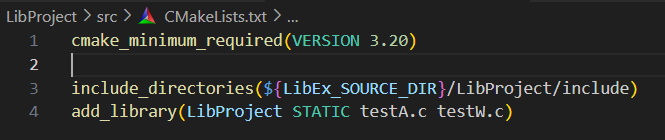 LibProject > src > CMakeLists.txt > ...
1 cmake_minimum_required(VERSION 3.20)
2
3 include_directories(${LibEx_SOURCE_DIR}/LibProject/include)
4 add_library(LibProject STATIC testA.c testW.c)